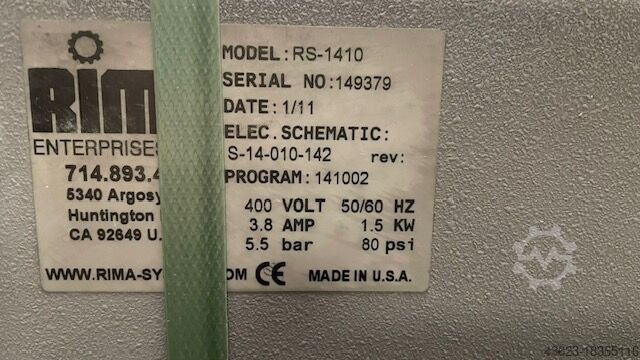 RIM
ENTERPRISES
714.893.4
5340 Argosy
Huntington
CA 92649 U.
WWW.RIMA-SY OM CE MADE IN U.S.A.
MODEL: RS-1410
SERIAL NO: 149379
DATE: 1/11
ELEC. SCHEMATIC:
S-14-010-142 rev:
PROGRAM: 141002
400 VOLT 50/60 HZ
3.8 AMP 1.5 KW
5.5 bar 80 psi